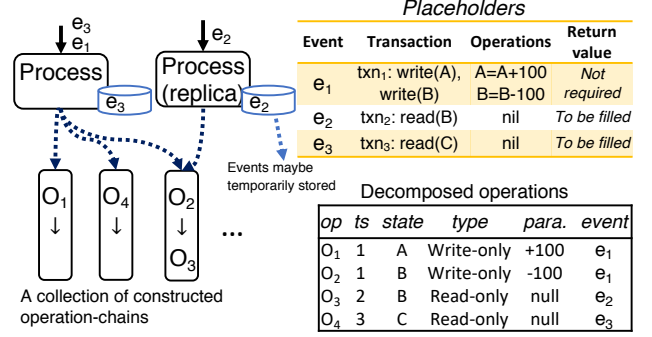 e3
e1
Process
e3
e2
Process
(replica)
e2
Events maybe
temporarily stored
O1
↓
O4
↓
O2
↓
O3
...
A collection of constructed
operation-chains
Placeholders
Event Transaction Operations Return value
e1 txn1: write(A), write(B) A=A+100 B=B-100 Not required
e2 txn2: read(B) nil To be filled
e3 txn3: read(C) nil To be filled
Decomposed operations
op ts state type para. event
O1 1 A Write-only +100 e1
O2 1 B Write-only -100 e1
O3 2 B Read-only null e2
O4 3 C Read-only null e3